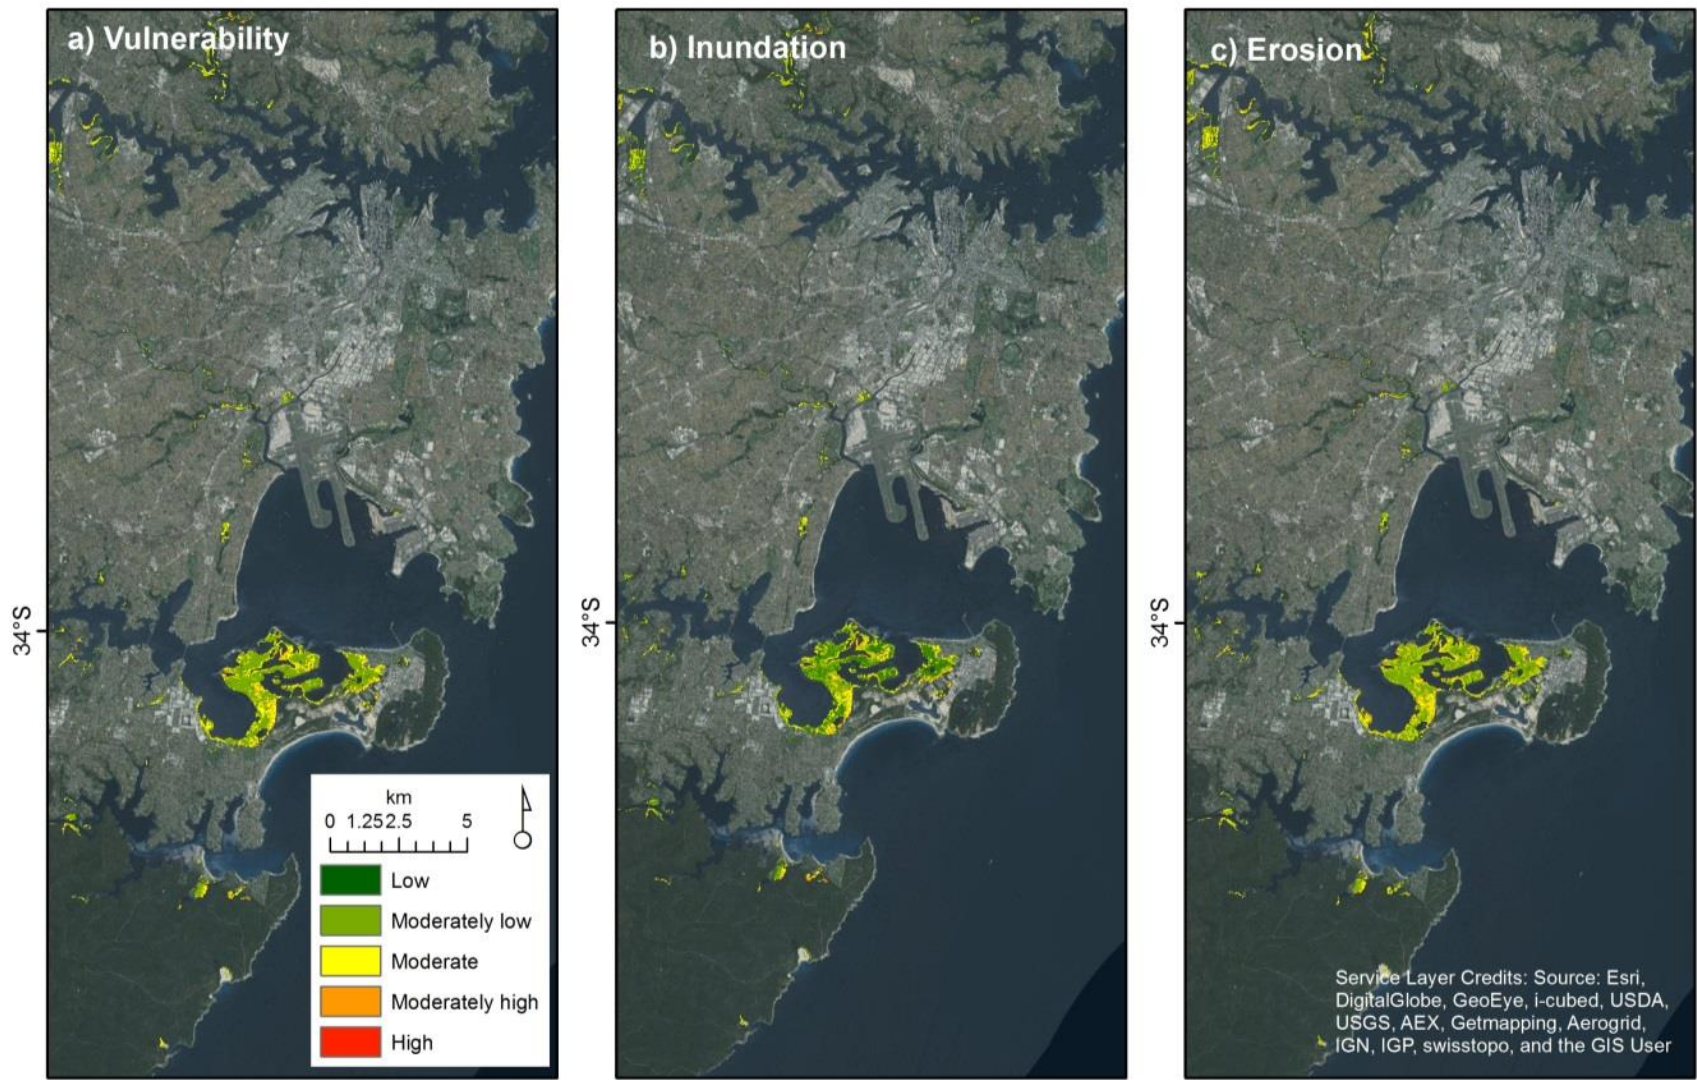 a) Vulnerability
b) Inundation
c) Erosion
34°S
34°S
34°S
km
0 1.25 2.5 5
Low
Moderately low
Moderate
Moderately high
High
Service Layer Credits: Source: Esri,
DigitalGlobe, GeoEye, i-cubed, USDA,
USGS, AEX, Getmapping, Aerogrid,
IGN, IGP, swisstopo, and the GIS User